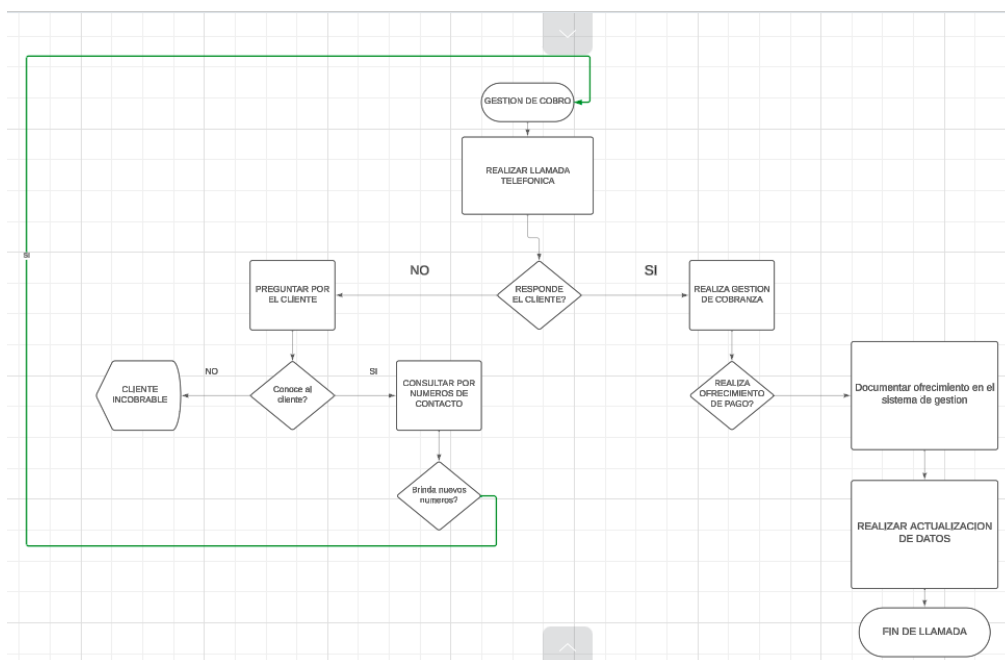 GESTION DE COBRO
REALIZAR LLAMADA
TELEFONICA
SI
NO
SI
PREGUNTAR POR
EL CLIENTE
RESPONDE
EL CLIENTE?
REALIZA GESTION
DE COBRANZA
NO
SI
CLIENTE
INCOBRABLE
Conoce al
cliente?
CONSULTAR POR
NUMEROS DE
CONTACTO
REALIZA
OFRECIMIENTO
DE PAGO?
Documentar ofrecimiento en el
sistema de gestion
Brinda nuevos
numeros?
REALIZAR ACTUALIZACION
DE DATOS
FIN DE LLAMADA